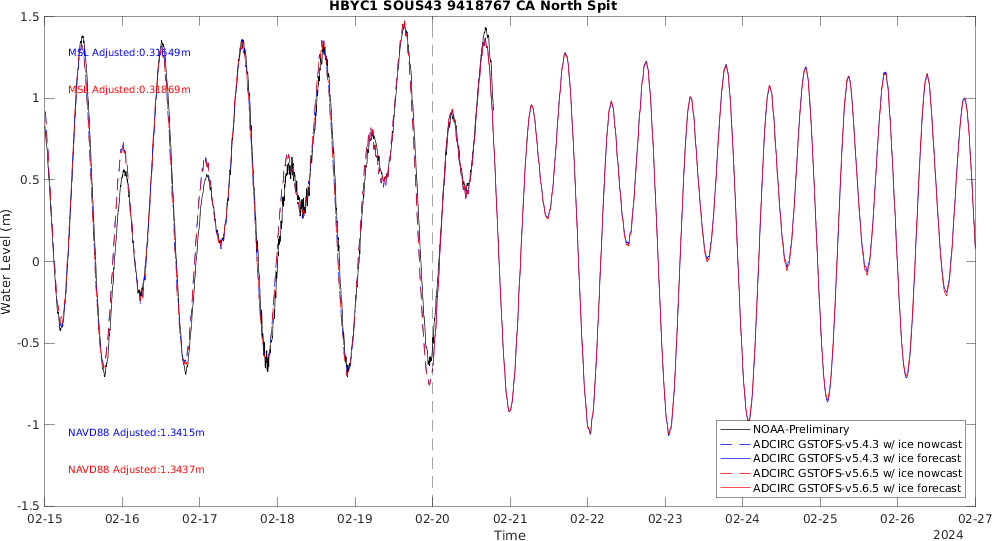 HBYC1 SOUS43 9418767 CA North Spit
1.5
1
0.5
0
-0.5
-1
-1.5
Water Level (m)
MSL Adjusted:0.31649m
MSL Adjusted:0.31869m
NAVD88 Adjusted:1.3415m
NAVD88 Adjusted:1.3437m
NOAA-Preliminary
ADCIRC GSTOFS-v5.4.3 w/ ice nowcast
ADCIRC GSTOFS-v5.4.3 w/ ice forecast
ADCIRC GSTOFS-v5.6.5 w/ ice nowcast
ADCIRC GSTOFS-v5.6.5 w/ ice forecast
02-15 02-16 02-17 02-18 02-19 02-20 02-21 02-22 02-23 02-24 02-25 02-26 02-27
Time
2024